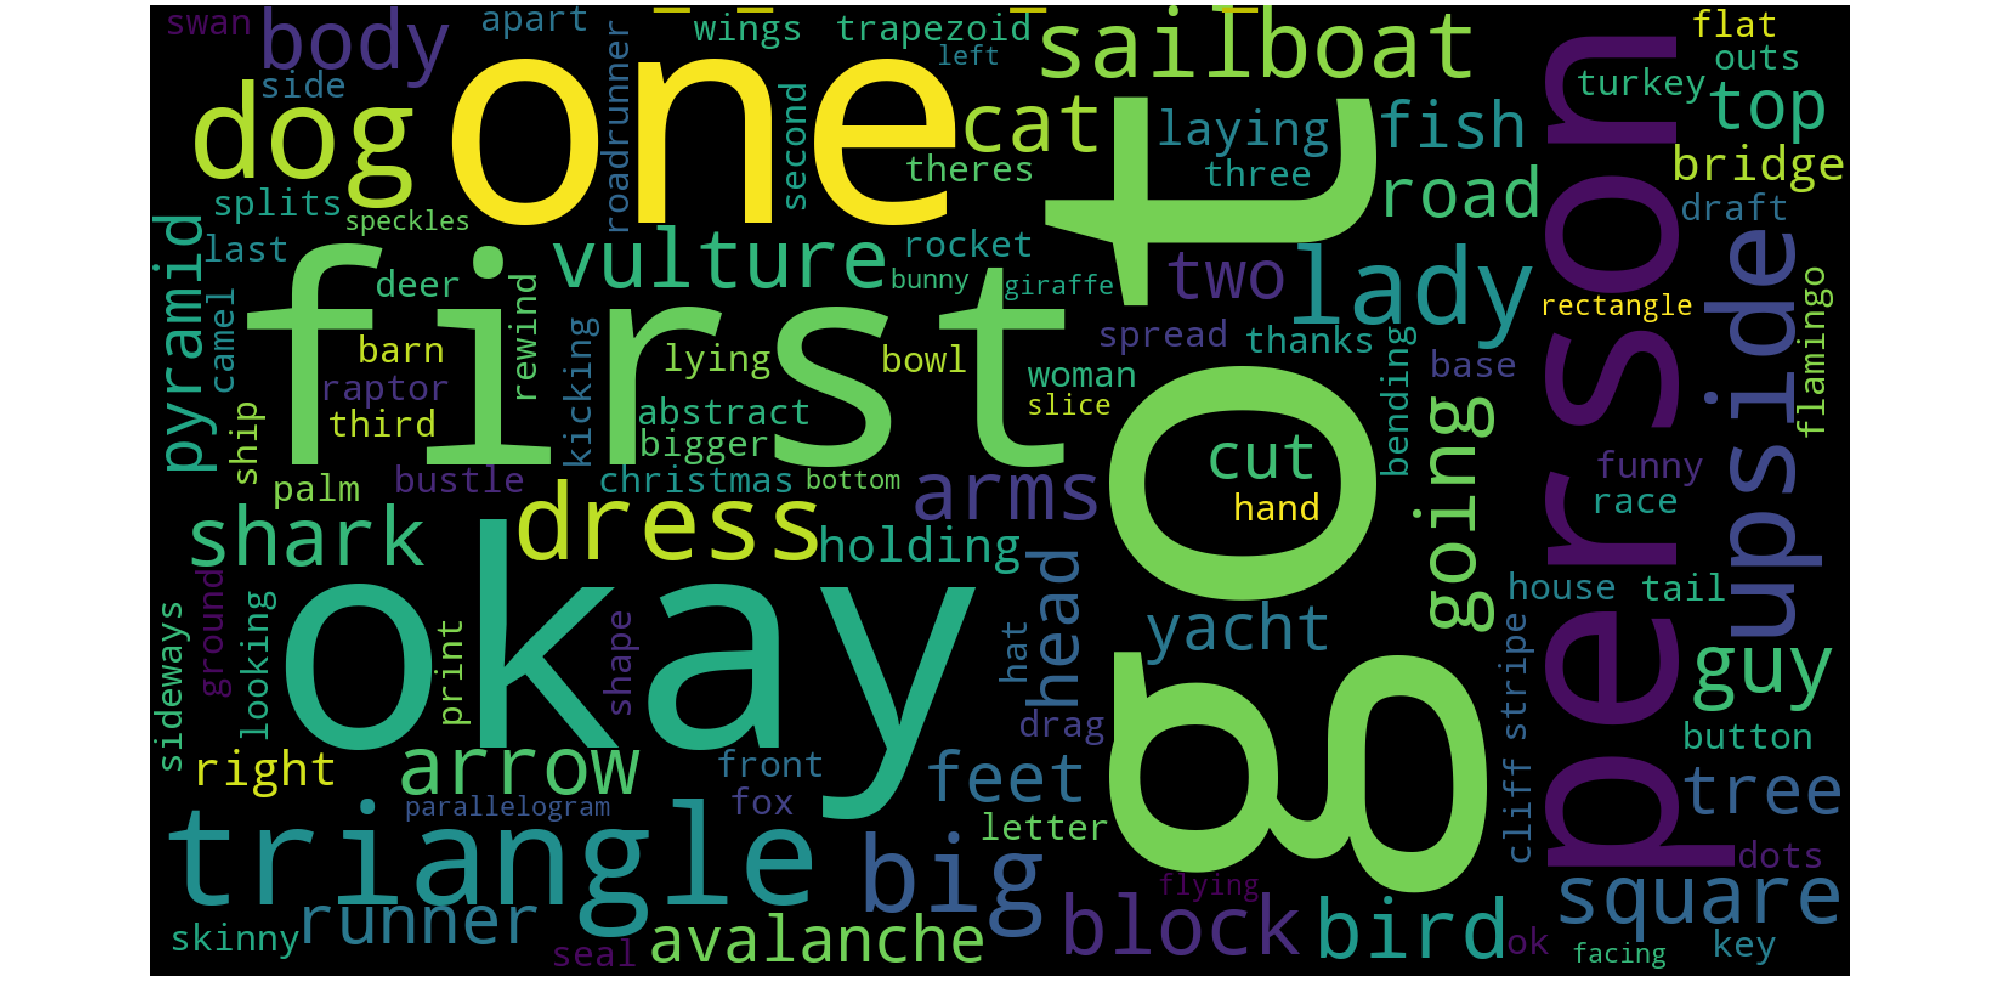 swan
body
apart
wings
trapezoid
sailboat
flat
side
dog
one
roadrunner
left
cat
outs
turkey
top
second
laying
fish
theres
three
road
bridge
splits
speckles
got
person
draft
pyramid
last
vulture
rocket
two
lady
upside
camel
deer
rewind
bunny
giraffe
rectangle
flamingo
first
barn
kicking
lying
bowl
spread
thanks
bending
base
raptor
woman
third
abstract
slice
going
ship
bigger
cut
funny
palm
bustle
christmas
bottom
arms
hand
race
shark
dress
holding
head
okay
house
tail
sideways
ground
looking
print
shape
hat
yacht
stripe
guy
drag
right
arrow
front
feet
button
cliff
tree
parallelogram
fox
letter
triangle
big
dots
flying
square
skinny
runner
seal
avalanche
block
bird
ok
facing
key